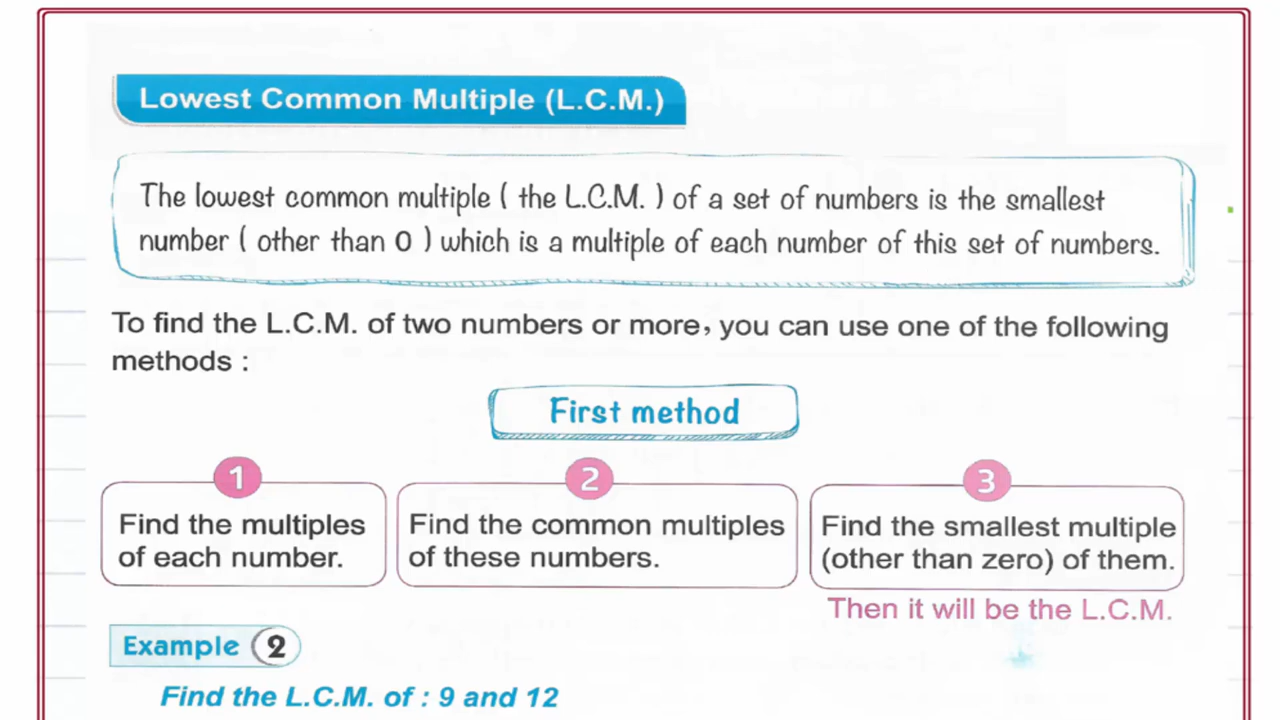 Lowest Common Multiple (L.C.M.)
The lowest common multiple ( the L.C.M. ) of a set of numbers is the smallest
number ( other than 0 ) which is a multiple of each number of this set of numbers.
To find the L.C.M. of two numbers or more, you can use one of the following
methods :
First method
1
Find the multiples
of each number.
2
Find the common multiples
of these numbers.
3
Find the smallest multiple
(other than zero) of them.
Then it will be the L.C.M.
Example 2
Find the L.C.M. of : 9 and 12